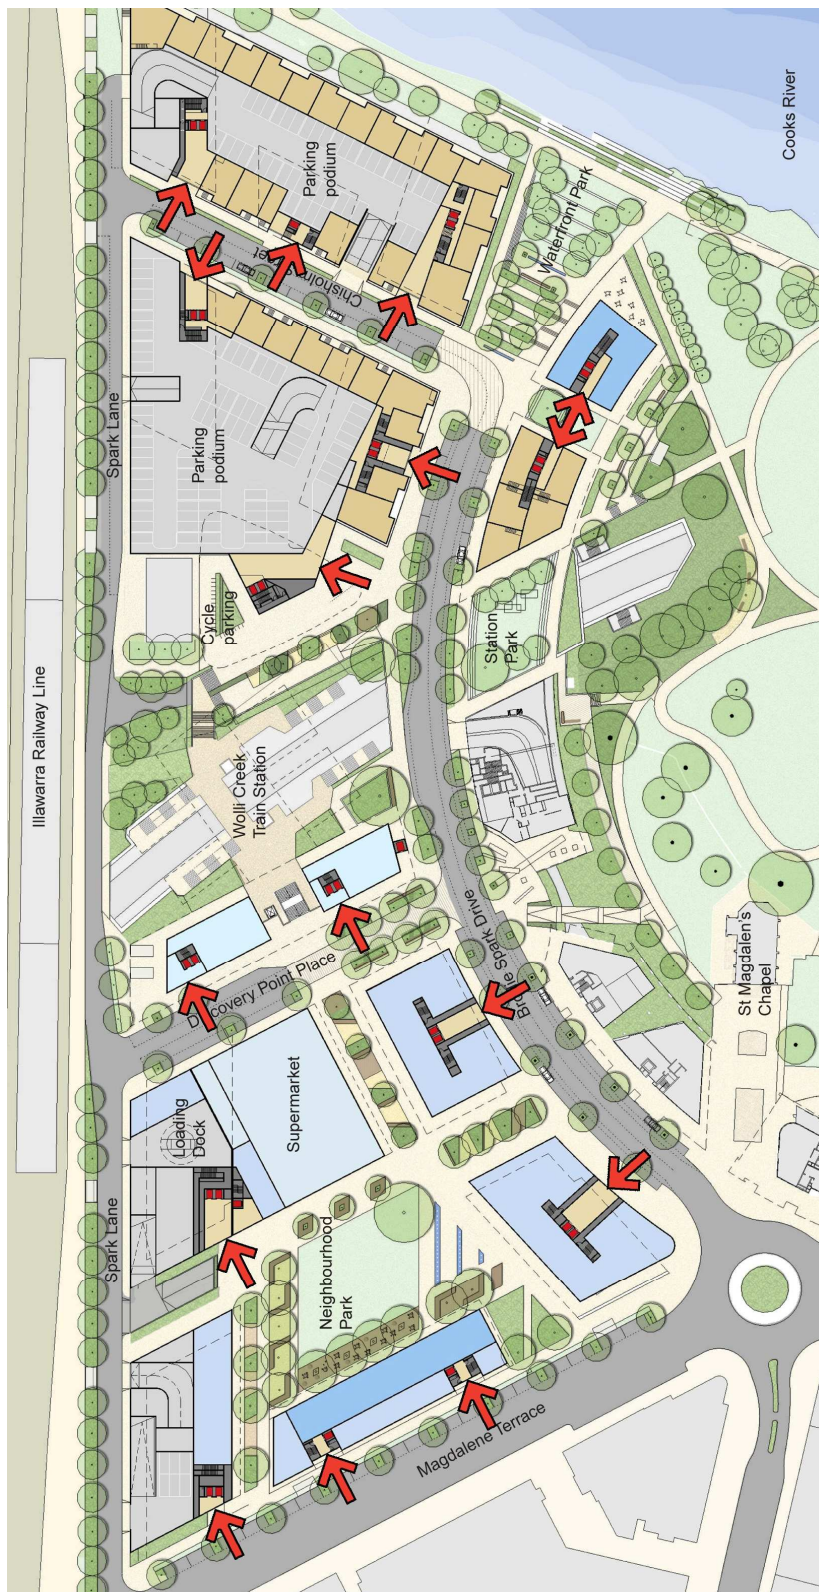 Cooks River
Waterfront Park
Parking
podium
Chisholm Street
Spark Lane
Parking
podium
Cycle
parking
Station
Park
Illawarra Railway Line
Wolli Creek
Train Station
Discovery Point Place
Brodie Spark Drive
St Magdalen's
Chapel
Supermarket
Loading
Dock
Spark Lane
Neighbourhood
Park
Magdalene Terrace